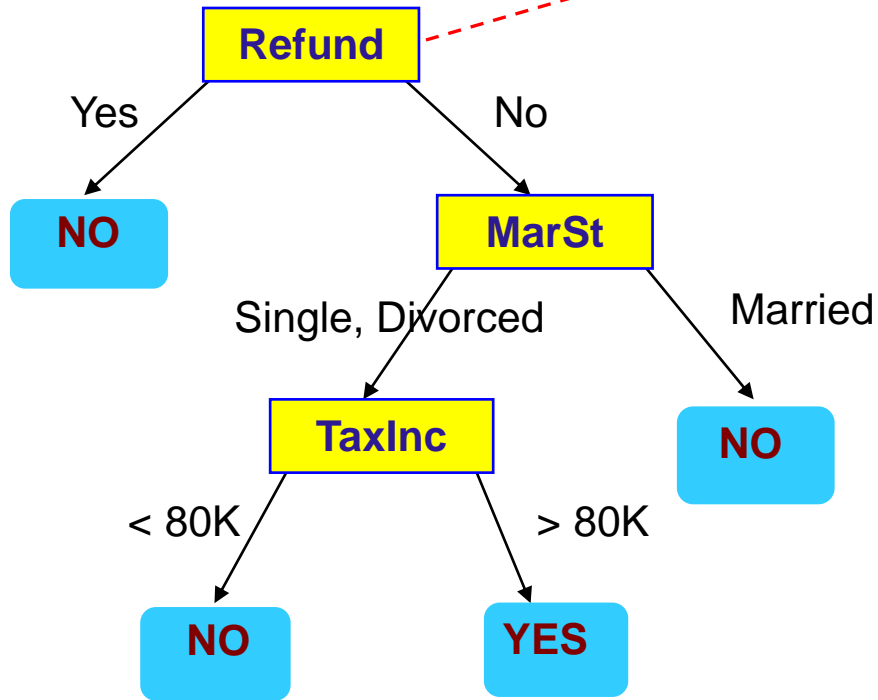 Refund
Yes
No
NO
MarSt
Single, Divorced
Married
TaxInc
NO
< 80K
> 80K
NO
YES